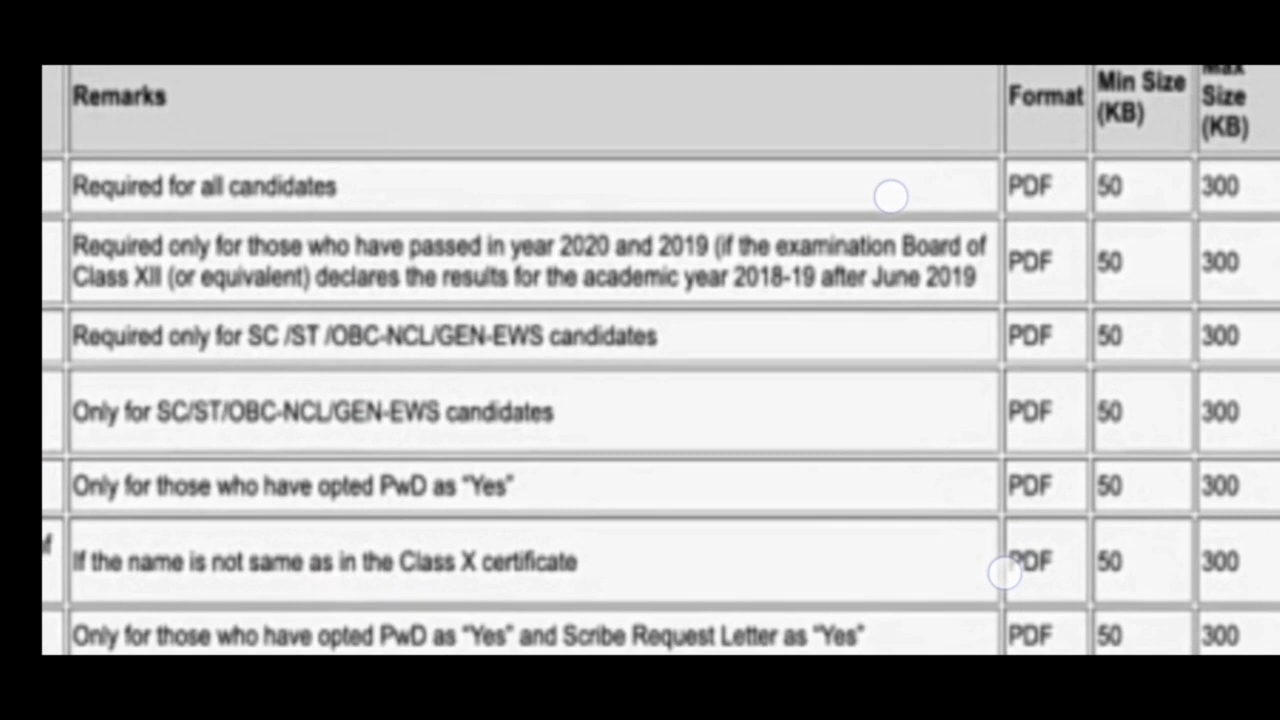 Remarks Format Min Size (KB) Max Size (KB)
Required for all candidates PDF 50 300
Required only for those who have passed in year 2020 and 2019 (if the examination Board of
Class XII (or equivalent) declares the results for the academic year 2018-19 after June 2019 PDF 50 300
Required only for SC /ST /OBC-NCL/GEN-EWS candidates PDF 50 300
Only for SC/ST/OBC-NCL/GEN-EWS candidates PDF 50 300
Only for those who have opted PwD as "Yes" PDF 50 300
If the name is not same as in the Class X certificate PDF 50 300
Only for those who have opted PwD as "Yes" and Scribe Request Letter as "Yes" PDF 50 300